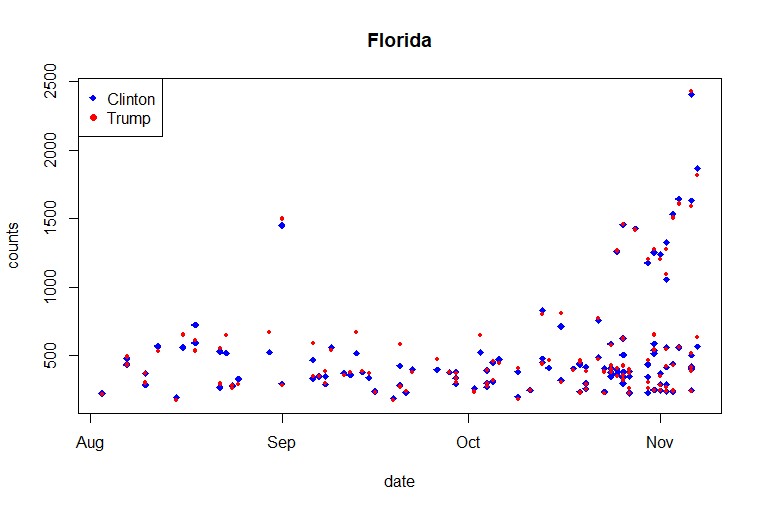 Florida
Clinton
Trump
counts
2500
2000
1500
1000
500
Aug
Sep
Oct
Nov
date